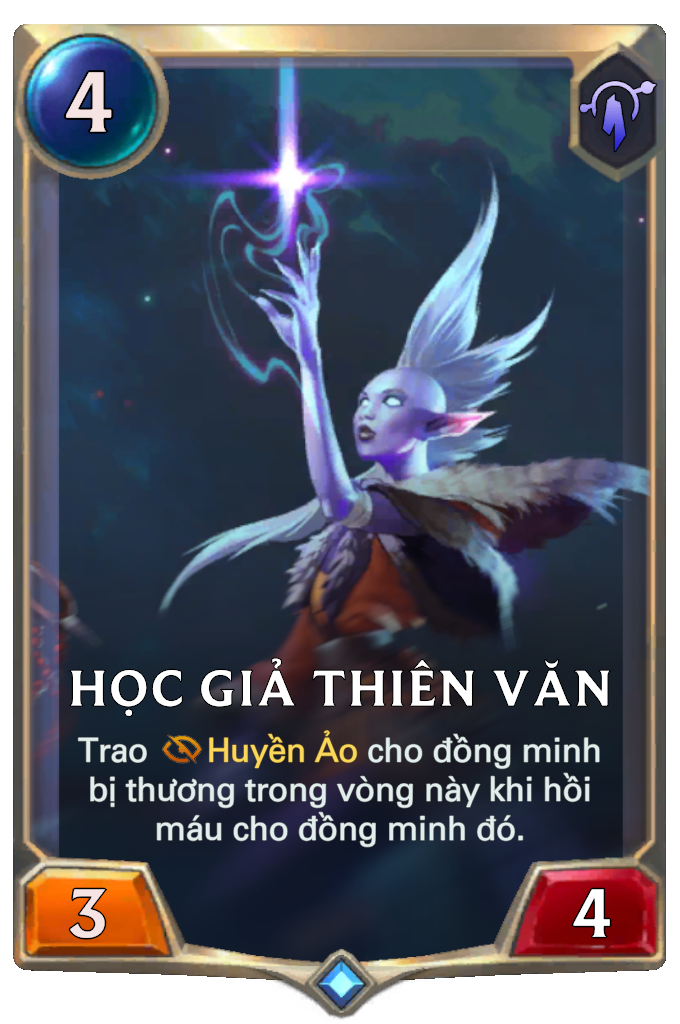 4
HỌC GIẢ THIÊN VĂN
Trao Huyền Ảo cho đồng minh
bị thương trong vòng này khi hồi
máu cho đồng minh đó.
3
4